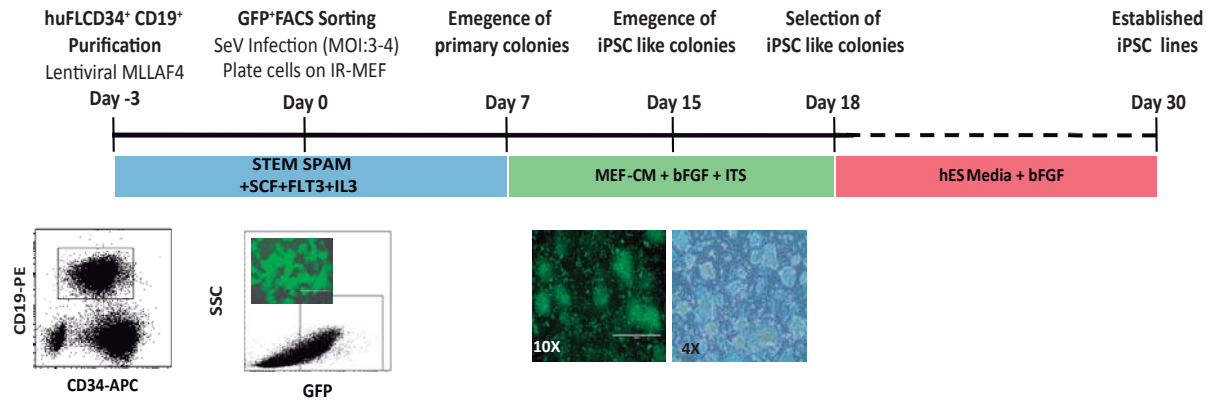 huFLCD34⁺ CD19⁺
Purification
Lentiviral MLLAF4
Day -3
GFP⁺FACS Sorting
SeV Infection (MOI:3-4)
Plate cells on IR-MEF
Day 0
Emegence of
primary colonies
Day 7
Emegence of
iPSC like colonies
Day 15
Selection of
iPSC like colonies
Day 18
Established
iPSC lines
Day 30
STEM SPAM
+SCF+FLT3+IL3
MEF-CM + bFGF + ITS
hES Media + bFGF
CD19-PE
CD34-APC
SSC
GFP
10X
4X